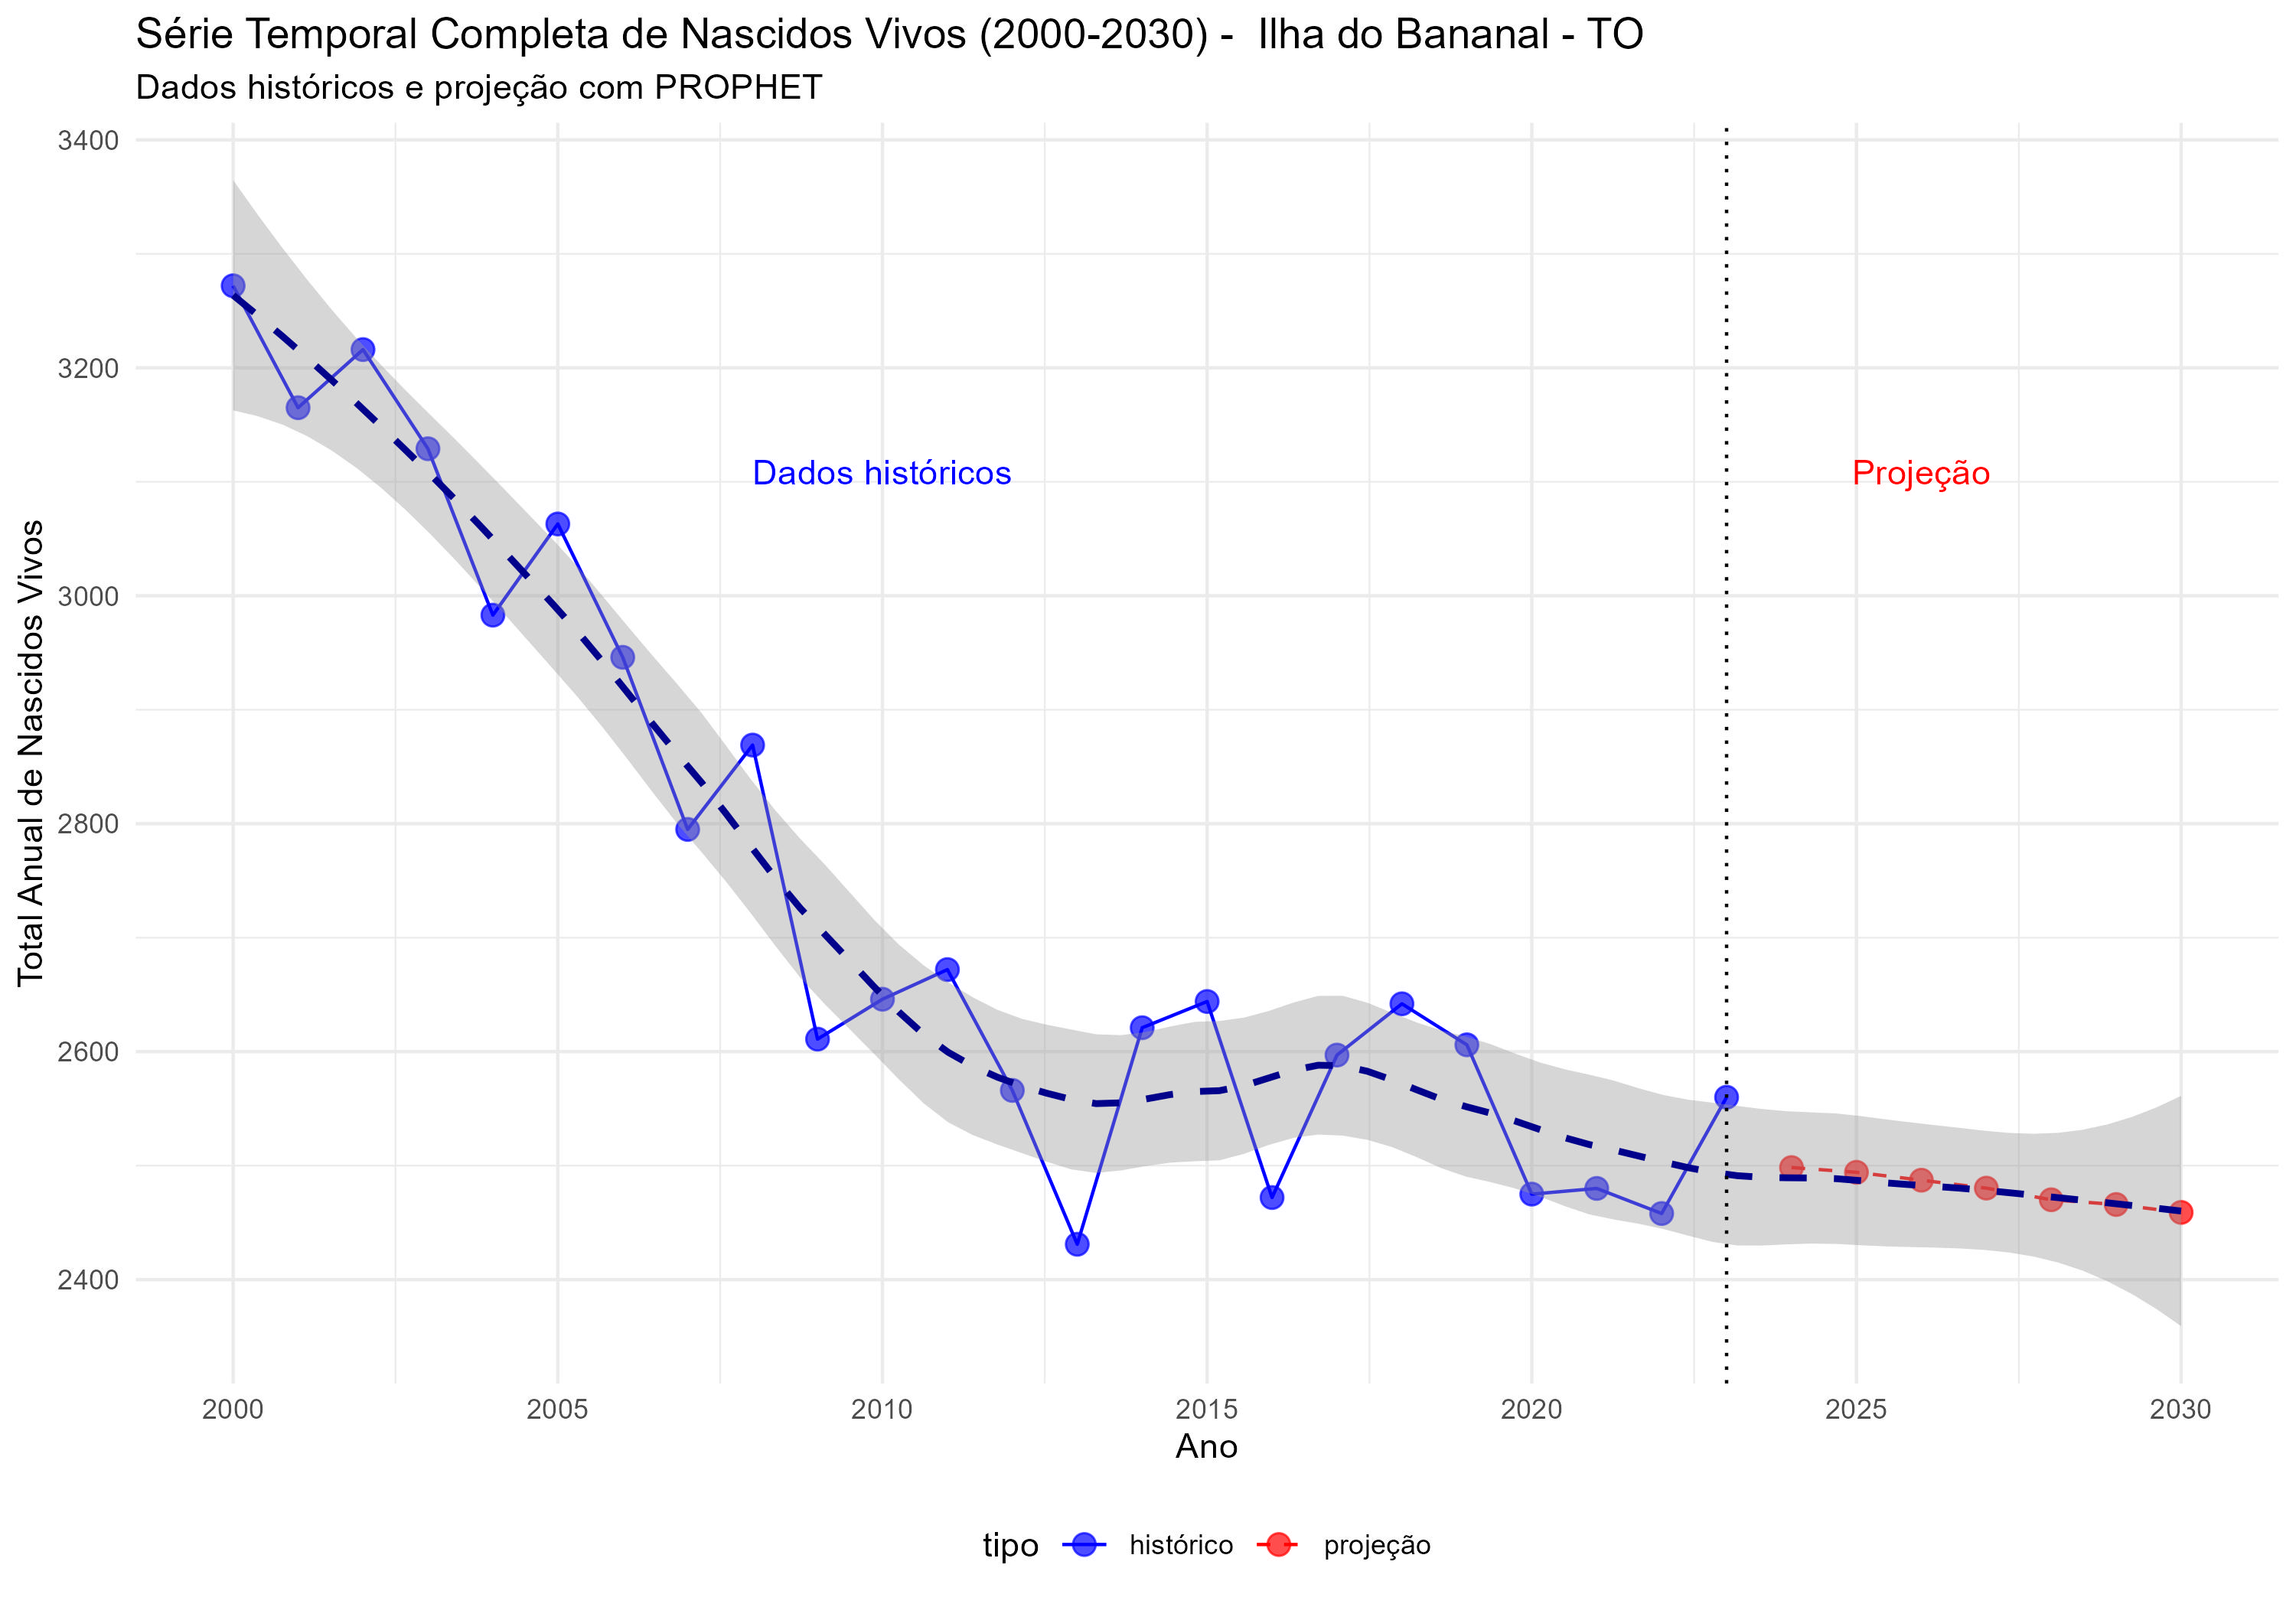 Série Temporal Completa de Nascidos Vivos (2000-2030) -  Ilha do Bananal - TO
Dados históricos e projeção com PROPHET
Total Anual de Nascidos Vivos
3400
3200
3000
2800
2600
2400
Dados históricos
Projeção
2000 2005 2010 2015 2020 2025 2030
Ano
tipo histórico projeção